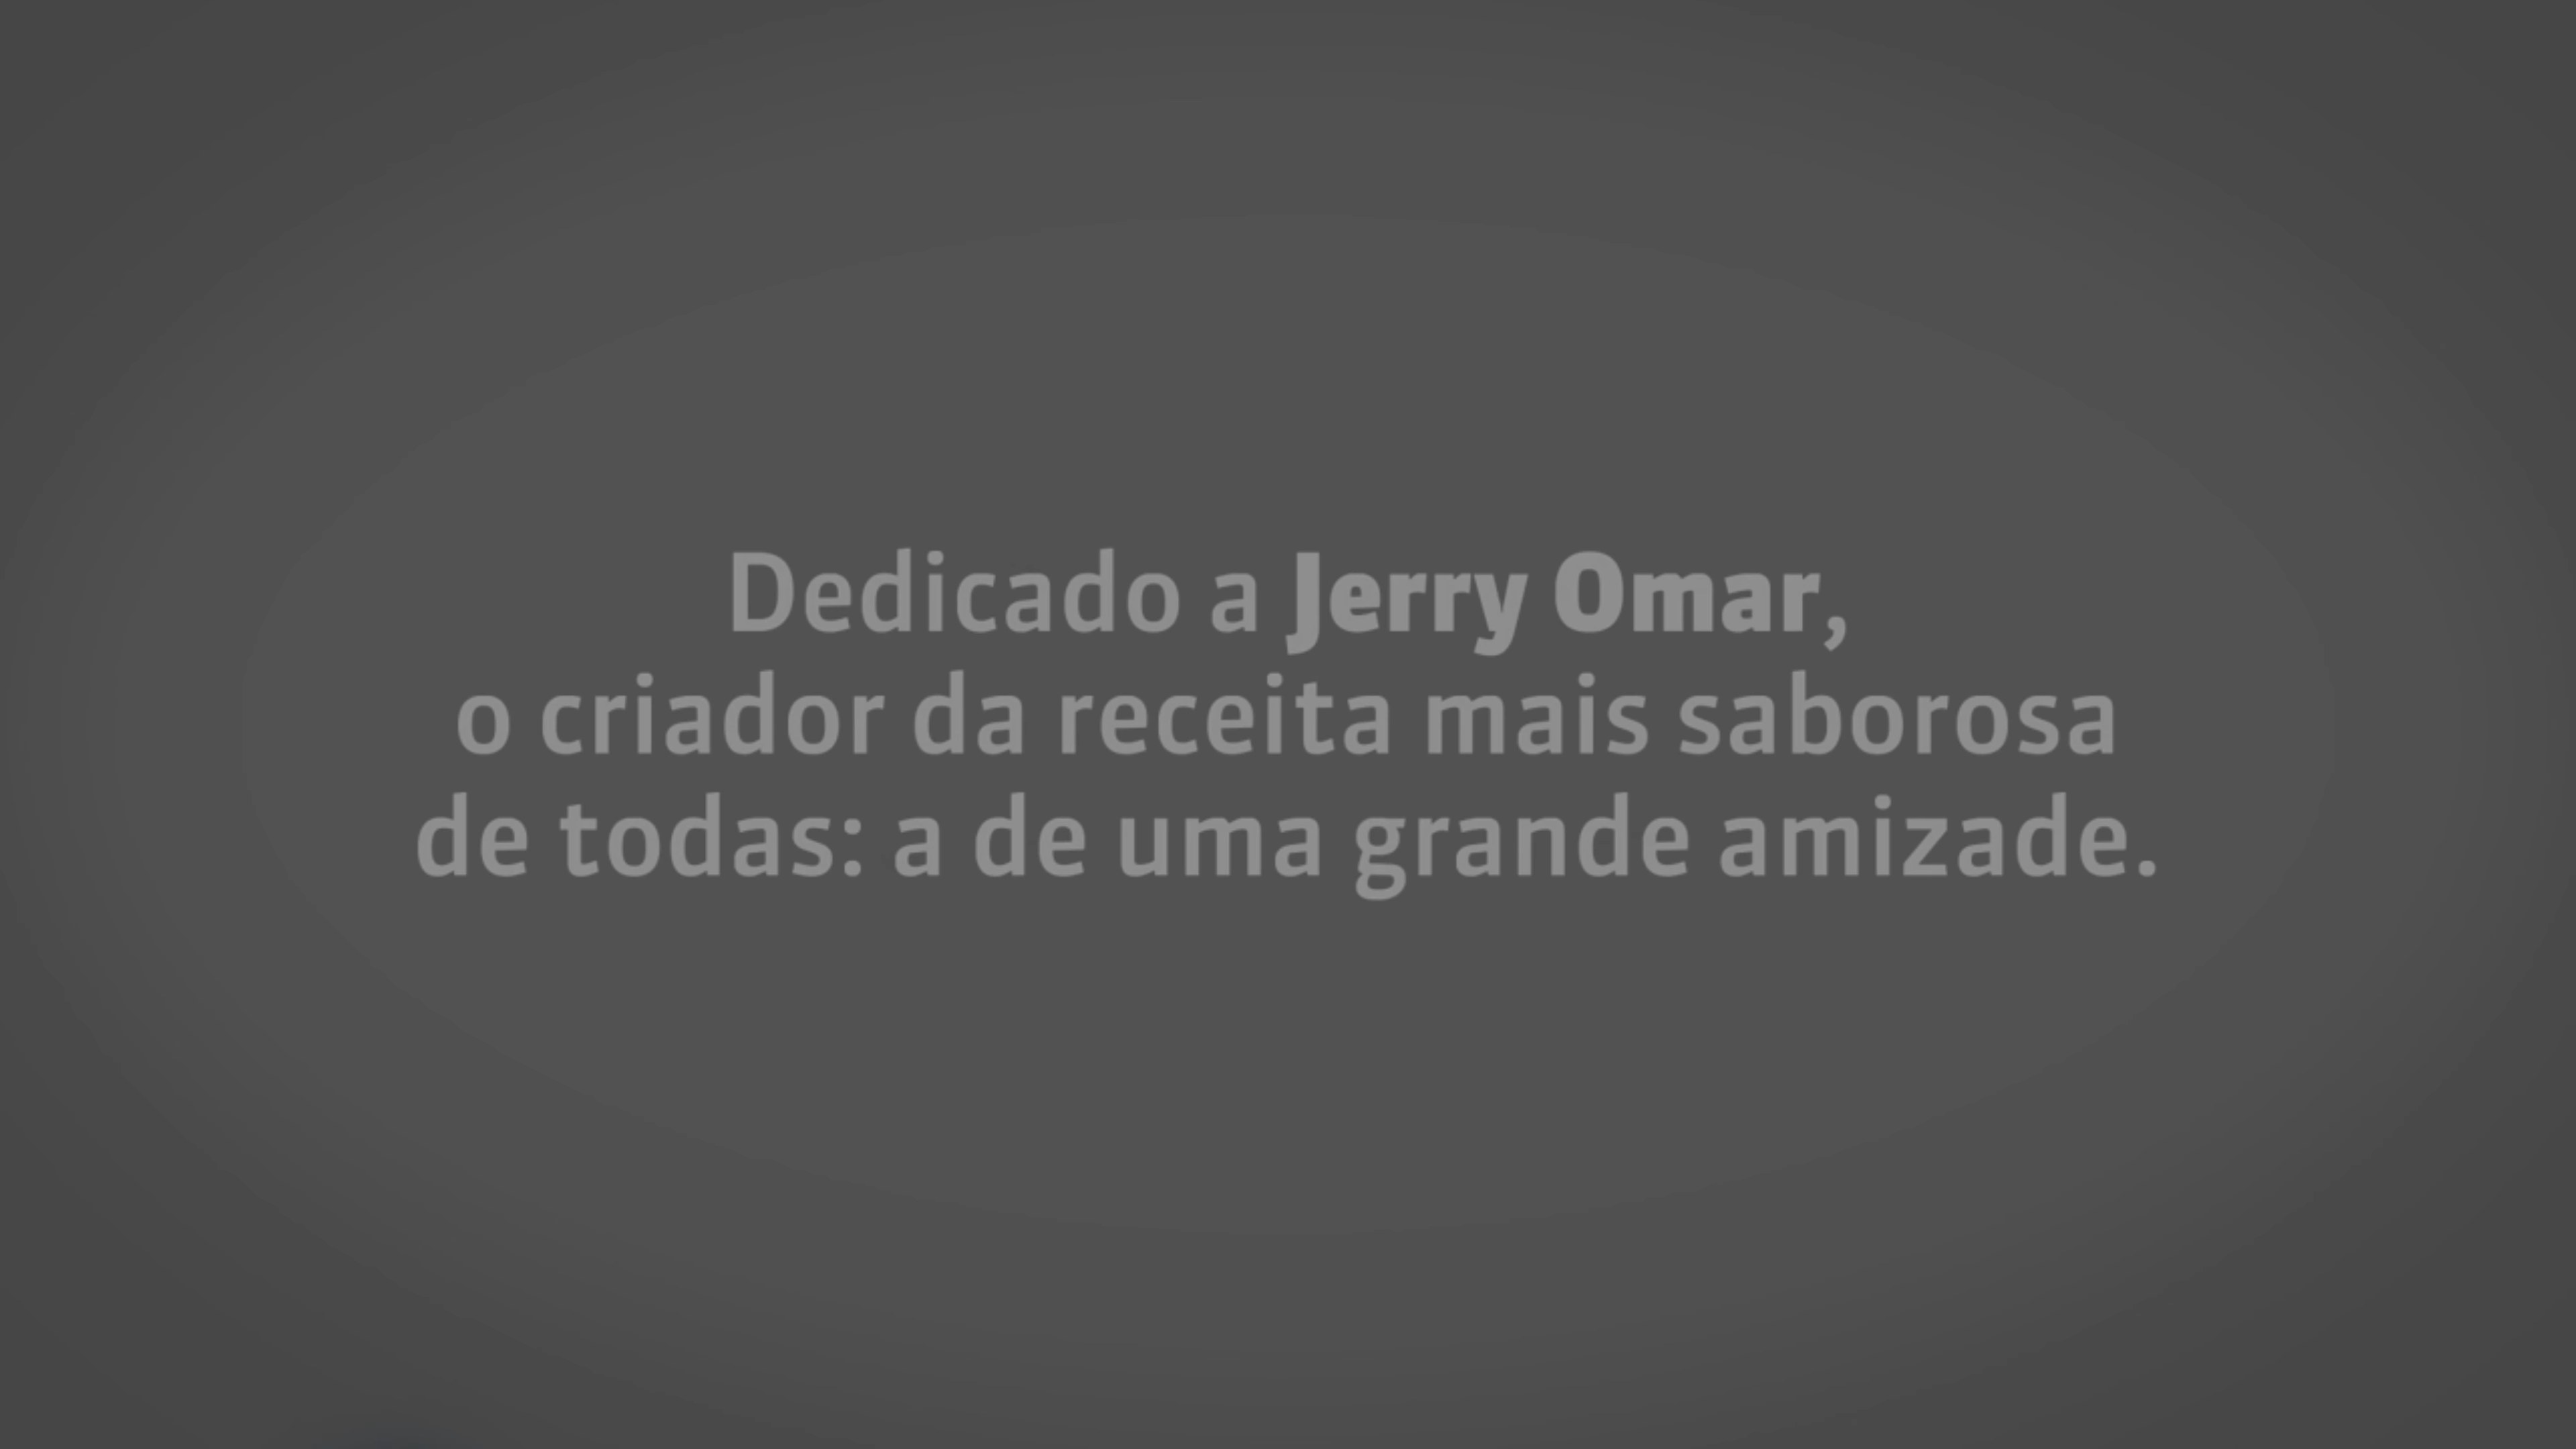 Dedicado a Jerry Omar,
o criador da receita mais saborosa
de todas: a de uma grande amizade.